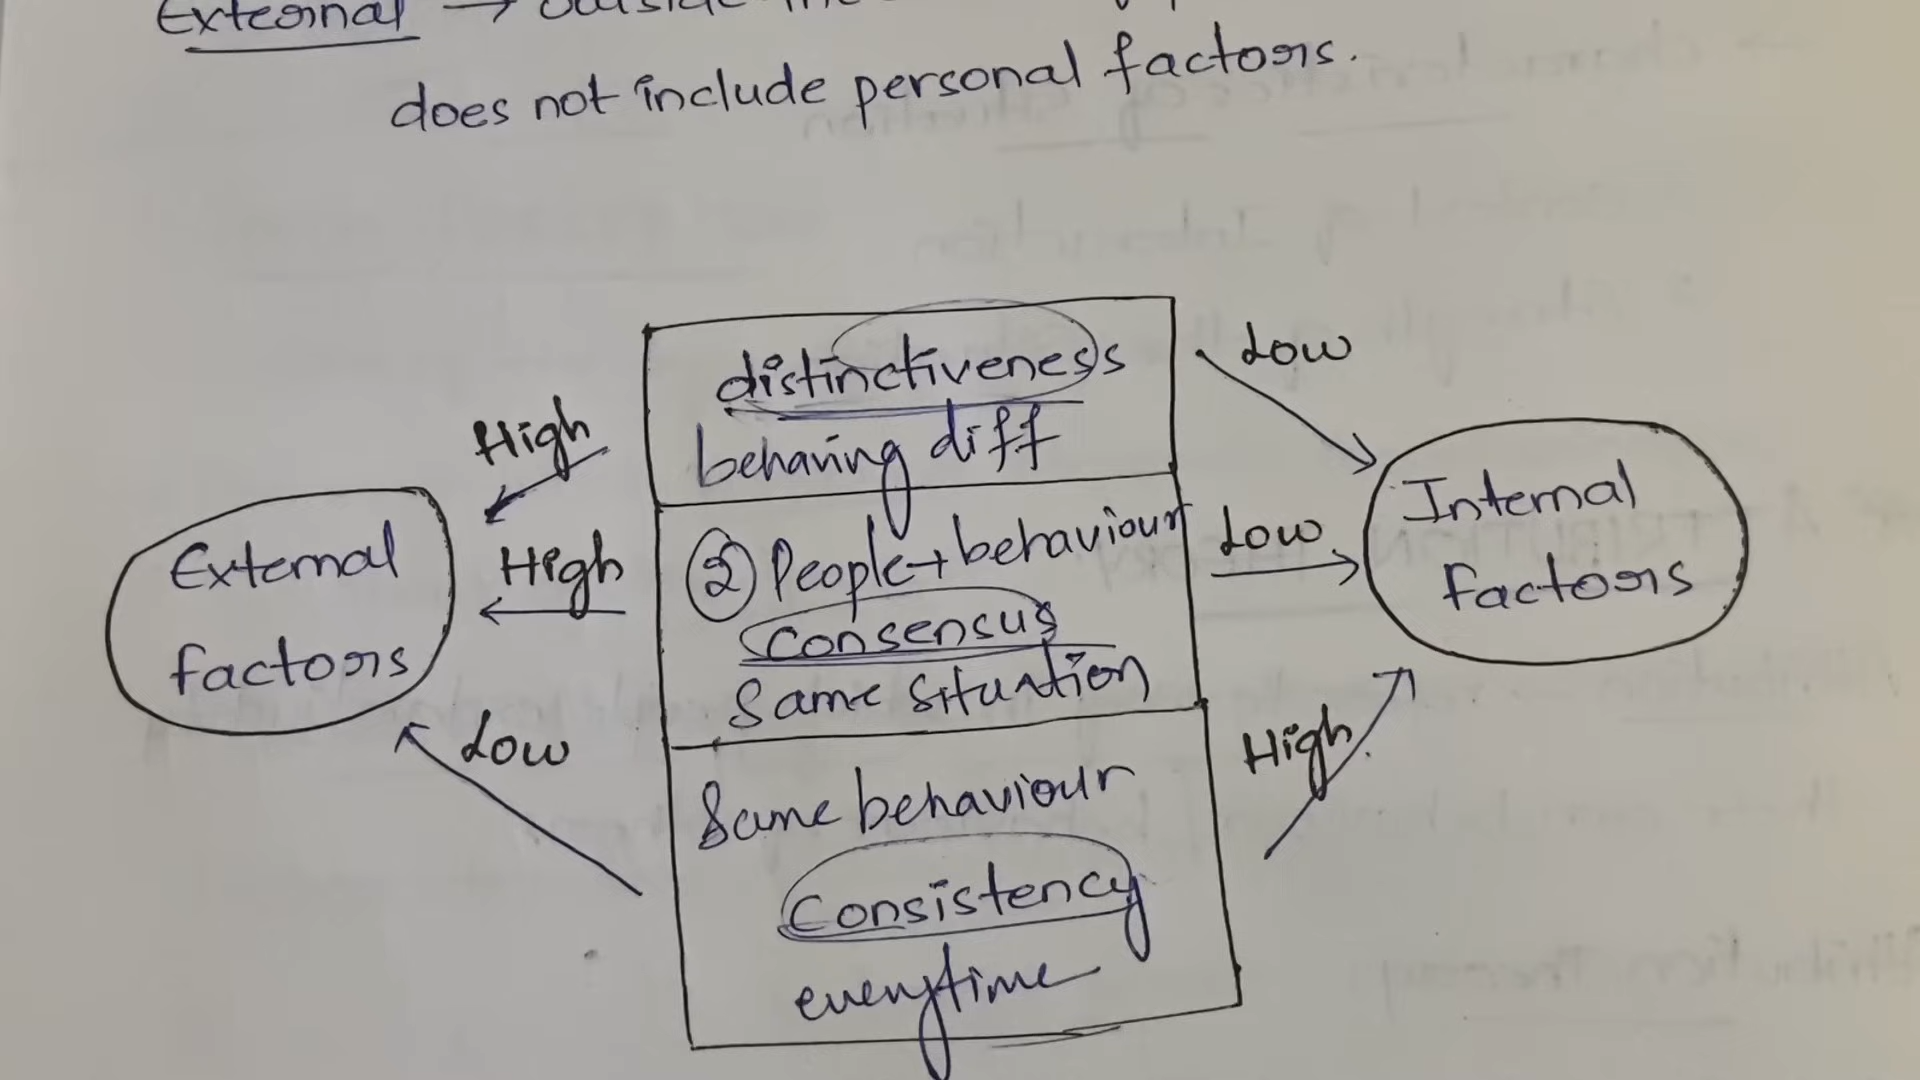 External →
does not include personal factors.
distinctiveness
behaving diff
② People → behaviour
consensus
same situation
Same behaviour
Consistency
everytime
High
High
Low
External
factors
Low
Low
High
Internal
factors